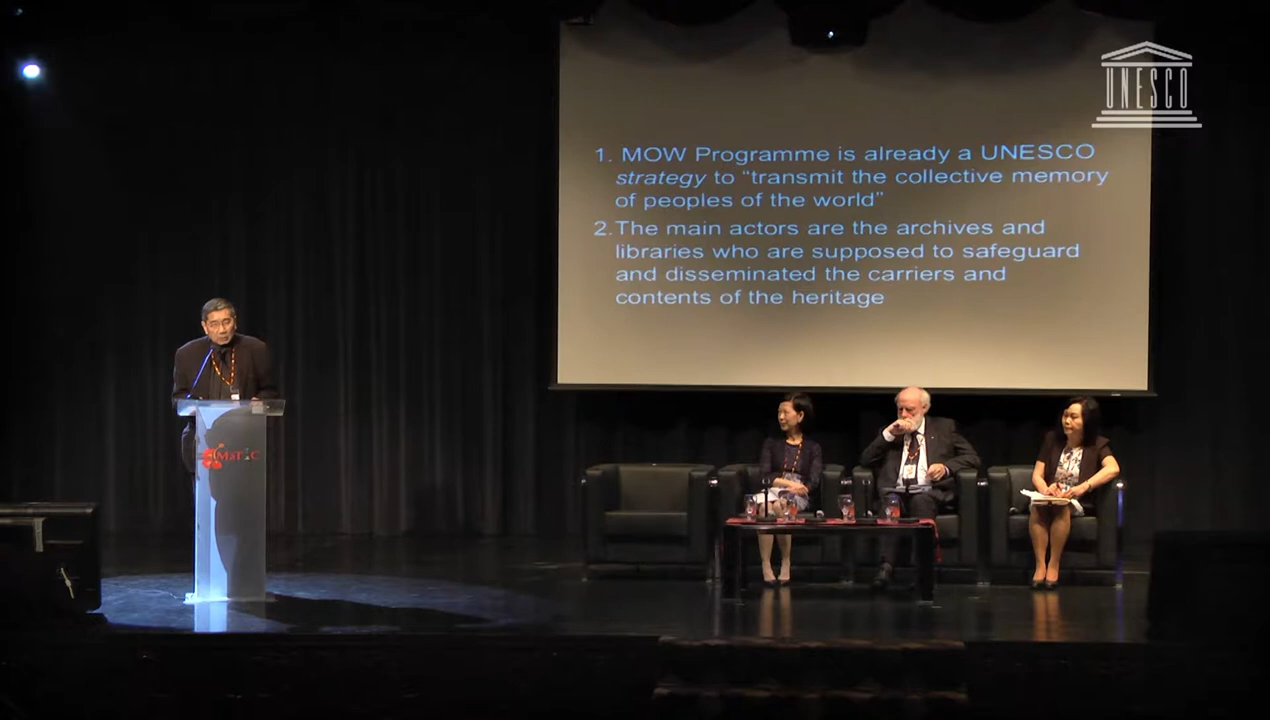 UNESCO
1. MOW Programme is already a UNESCO
strategy to “transmit the collective memory
of peoples of the world”
2. The main actors are the archives and
libraries who are supposed to safeguard
and disseminated the carriers and
contents of the heritage
MaTiC